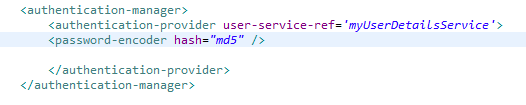 <authentication-manager>
<authentication-provider user-service-ref='myUserDetailsService'>
<password-encoder hash="md5" />
</authentication-provider>
</authentication-manager>